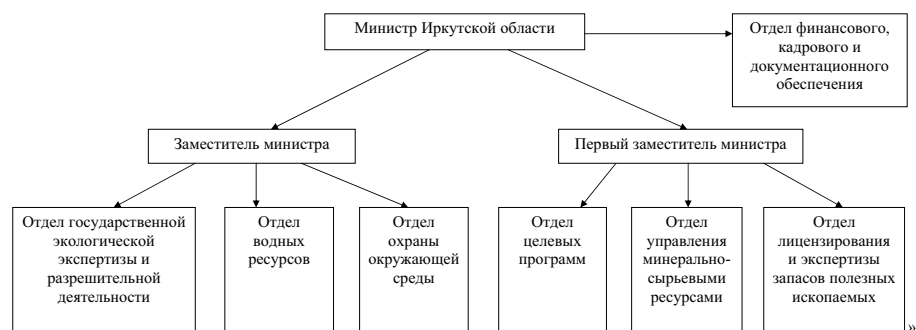 Министр Иркутской области
Отдел финансового,
кадрового и
документационного
обеспечения
Заместитель министра
Первый заместитель министра
Отдел государственной
экологической
экспертизы и
разрешительной
деятельности
Отдел
водных
ресурсов
Отдел
охраны
окружающей
среды
Отдел
целевых
программ
Отдел
управления
минерально-
сырьевыми
ресурсами
Отдел
лицензирования
и экспертизы
запасов полезных
ископаемых
»